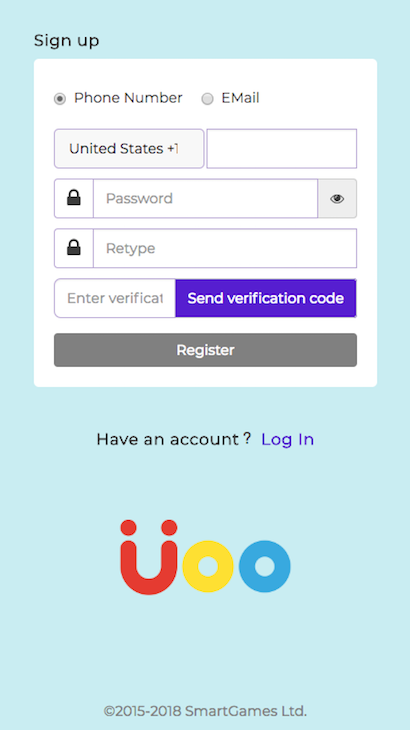 Sign up
Phone Number EMail
United States +1
Password
Retype
Enter verificat Send verification code
Register
Have an account? Log In
üoo
©2015-2018 SmartGames Ltd.